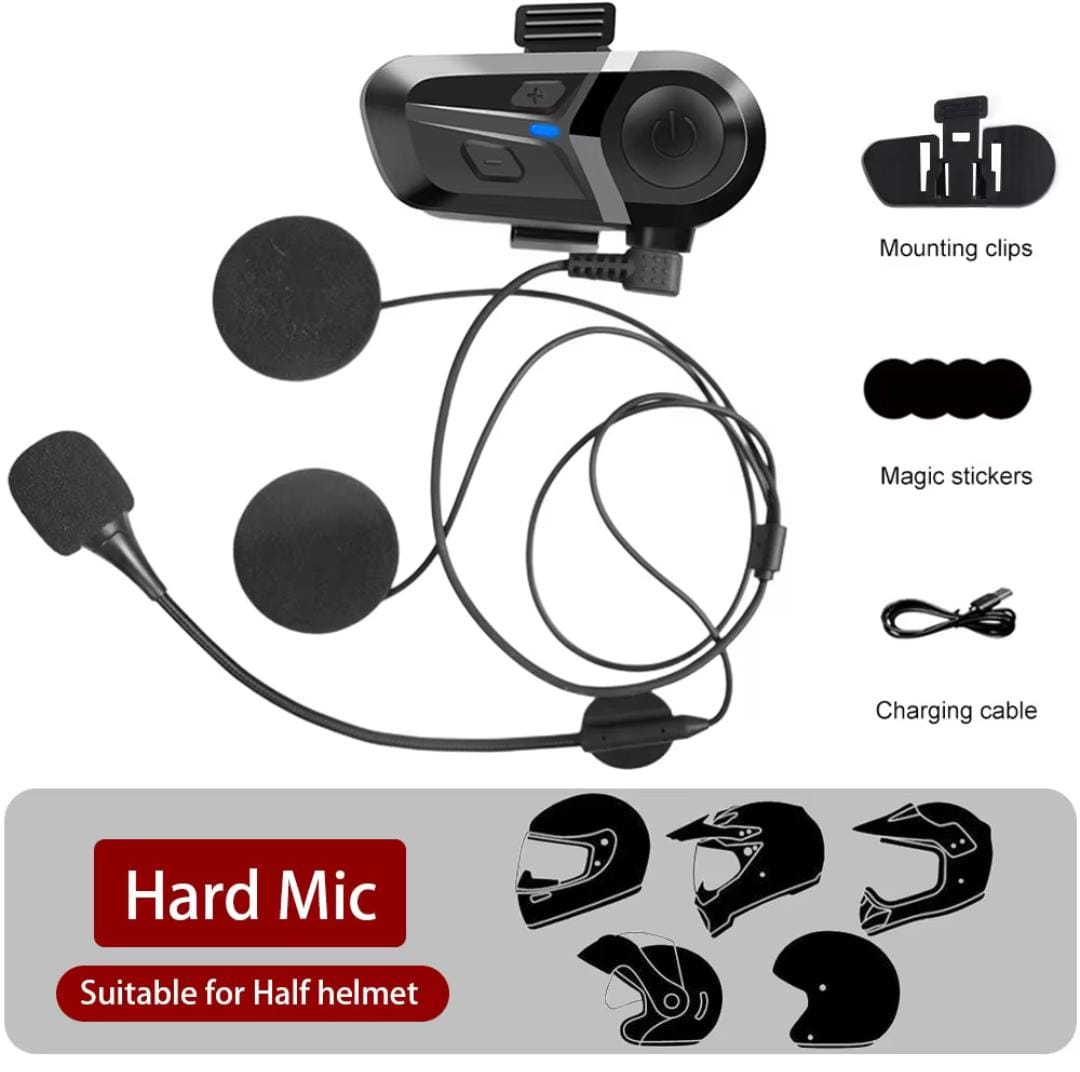 Mounting clips
Magic stickers
Charging cable
Hard Mic
Suitable for Half helmet